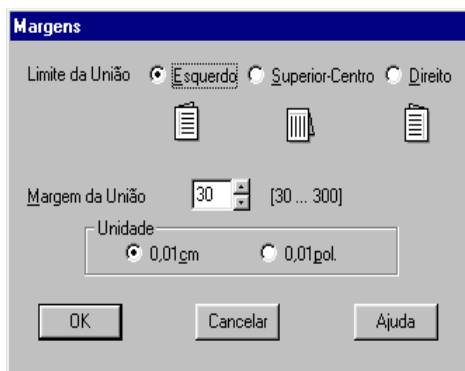 Margens
Limite da União Esquerdo Superior-Centro Direito
Margem da União 30 [30 ... 300]
Unidade
0,01cm 0,01pol.
OK Cancelar Ajuda